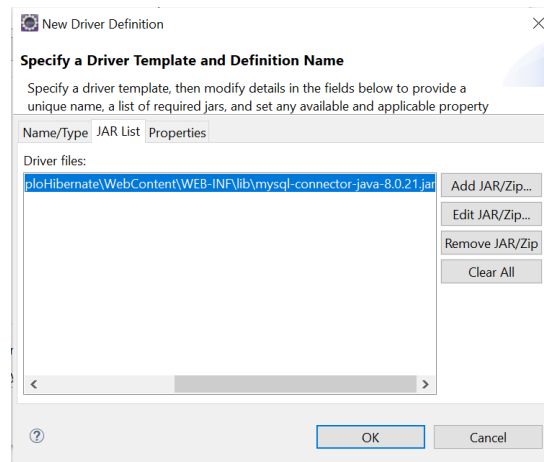 New Driver Definition
Specify a Driver Template and Definition Name
Specify a driver template, then modify details in the fields below to provide a
unique name, a list of required jars, and set any available and applicable property
Name/Type JAR List Properties
Driver files:
ploHibernate\WebContent\WEB-INF\lib\mysql-connector-java-8.0.21.jar
Add JAR/Zip...
Edit JAR/Zip...
Remove JAR/Zip
Clear All
OK Cancel